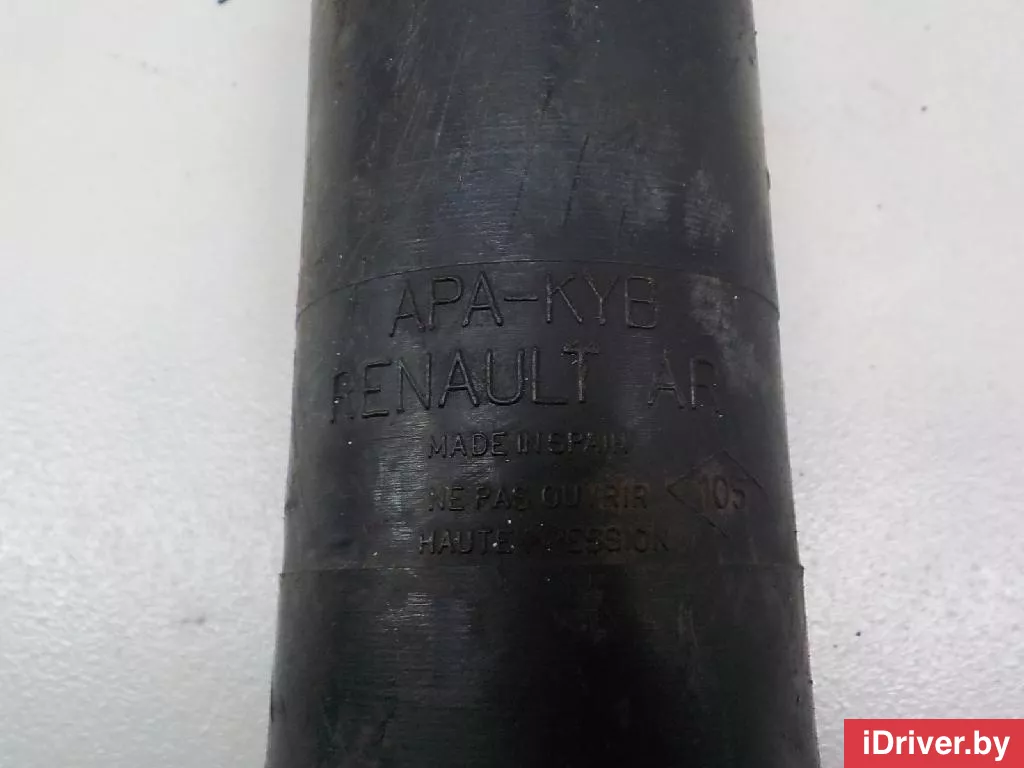 APA-KYB
RENAULT AR
MADE IN SPAIN
NE PAS OUVRIR <105>
HAUTE PRESSION
iDriver.by